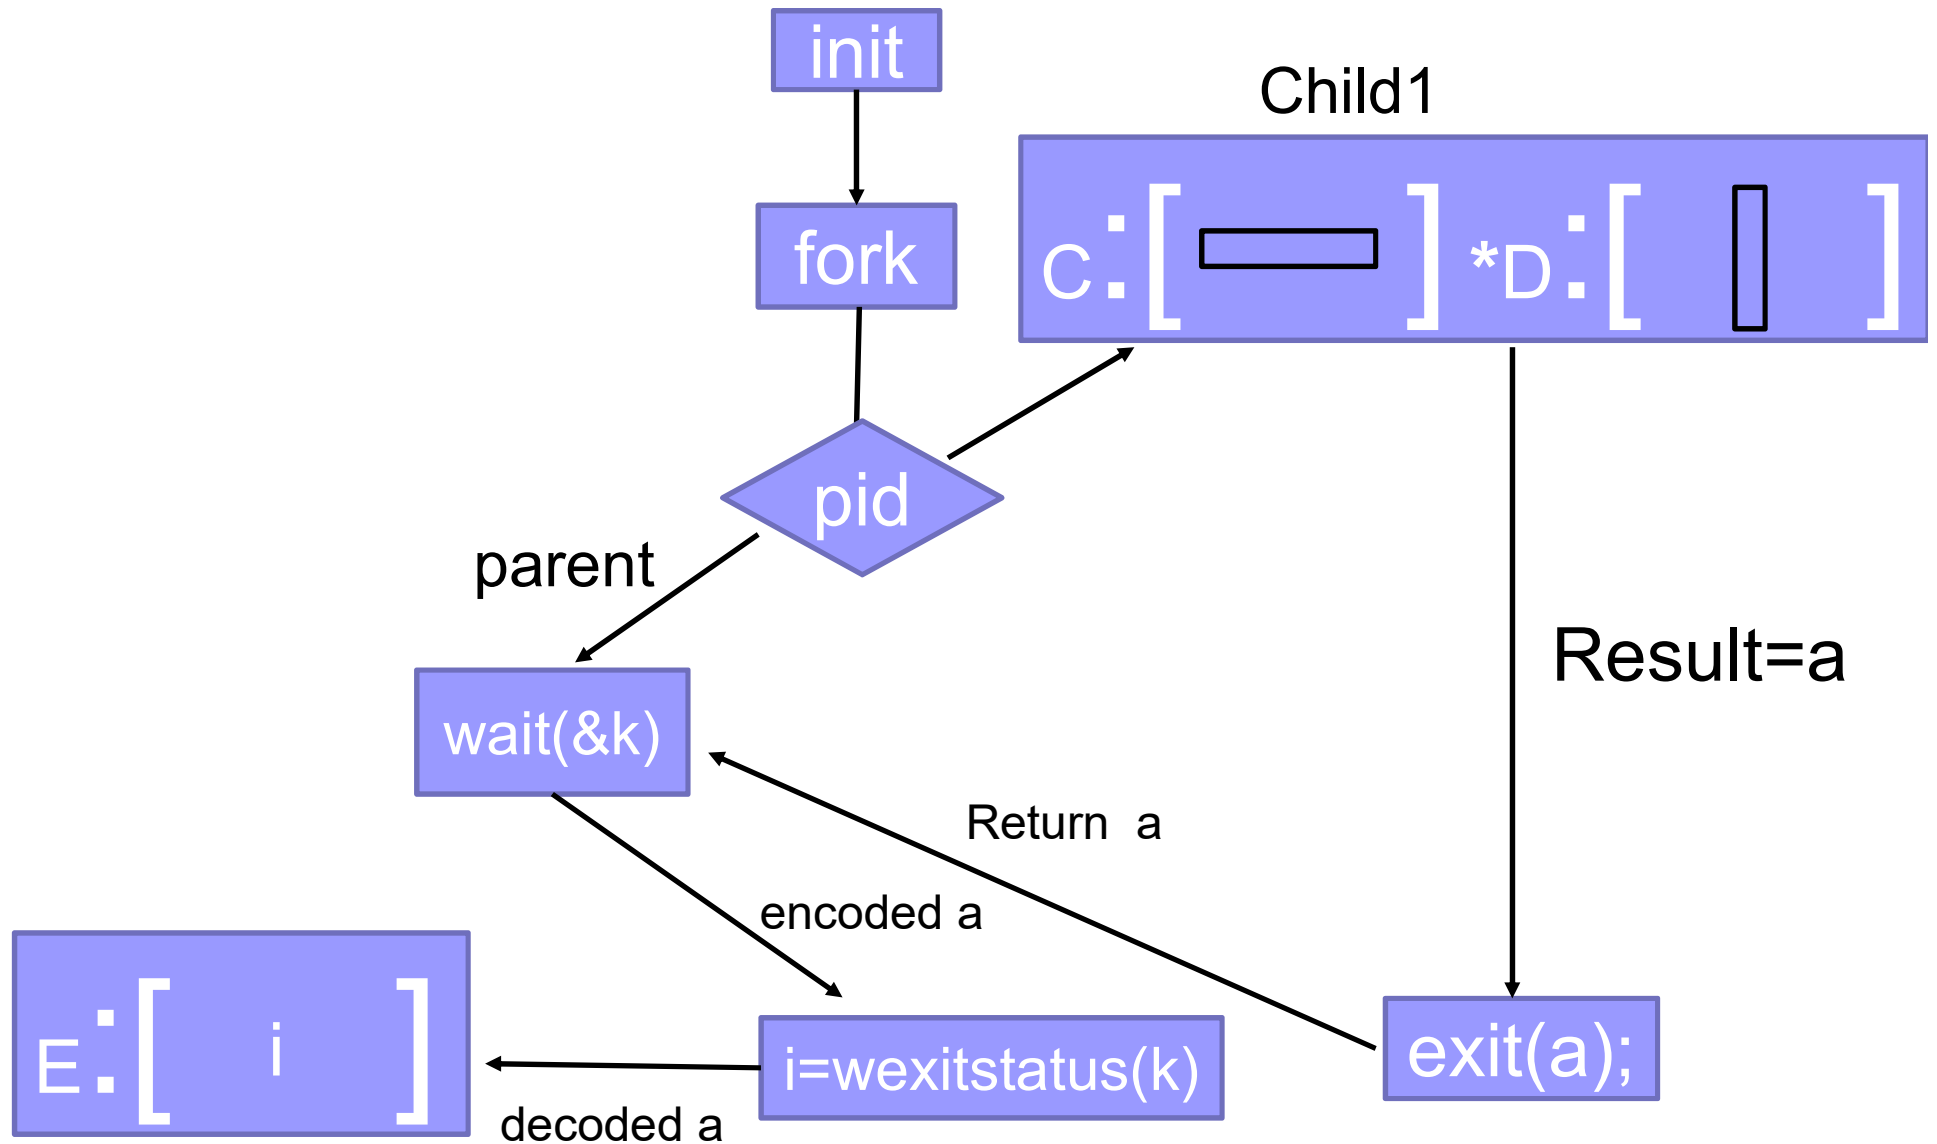 init
Child1
fork
C:[ ] *D:[ ]
pid
parent
Result=a
wait(&k)
Return a
encoded a
E:[ i ]
i=wexitstatus(k)
exit(a);
decoded a